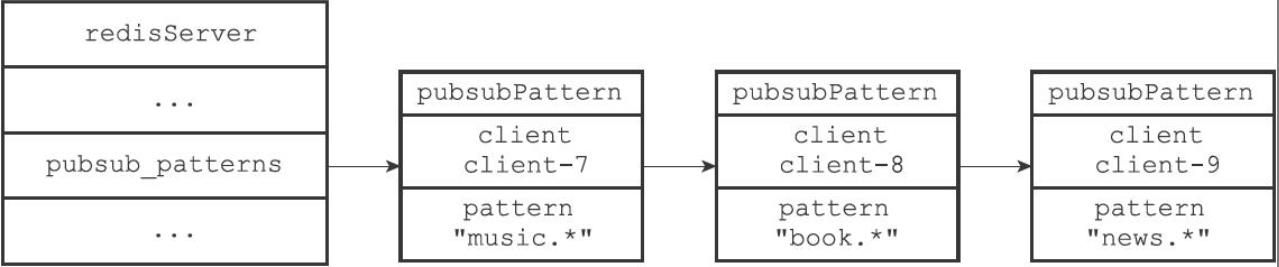 redisServer
...
pubsub_patterns
...
pubsubPattern
client
client-7
pattern
"music.*"
pubsubPattern
client
client-8
pattern
"book.*"
pubsubPattern
client
client-9
pattern
"news.*"